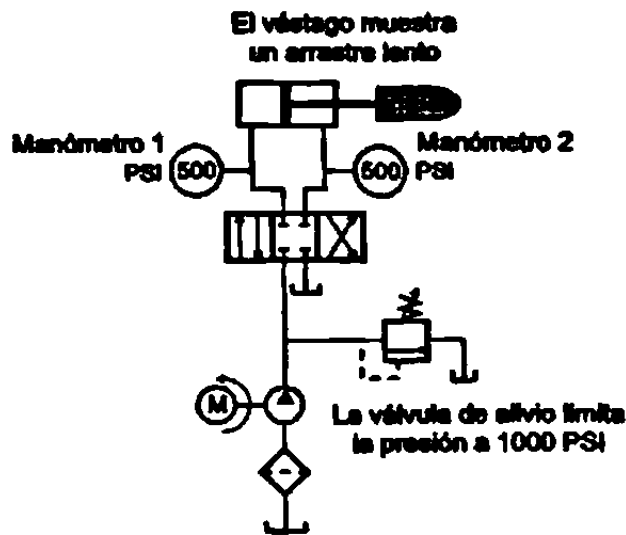 El vástago muestra
un arrastre lento
Manómetro 1
PSI
500
Manómetro 2
500
PSI
M
La válvula de alivio limita
la presión a 1000 PSI